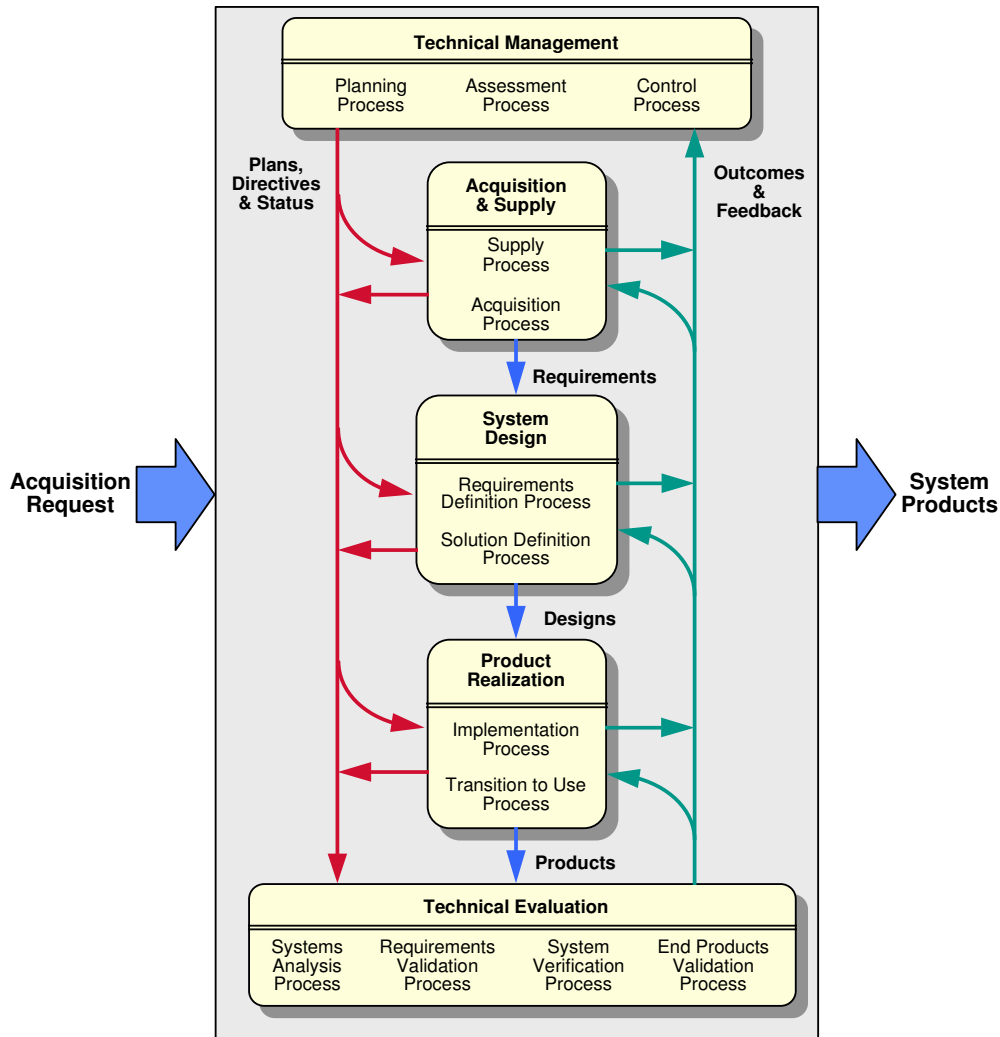 Technical Management
Planning
Process
Assessment
Process
Control
Process
Plans,
Directives
& Status
Outcomes
&
Feedback
Acquisition
& Supply
Supply
Process
Acquisition
Process
Requirements
System
Design
Requirements
Definition Process
Solution Definition
Process
Acquisition
Request
System
Products
Designs
Product
Realization
Implementation
Process
Transition to Use
Process
Products
Technical Evaluation
Systems
Analysis
Process
Requirements
Validation
Process
System
Verification
Process
End Products
Validation
Process